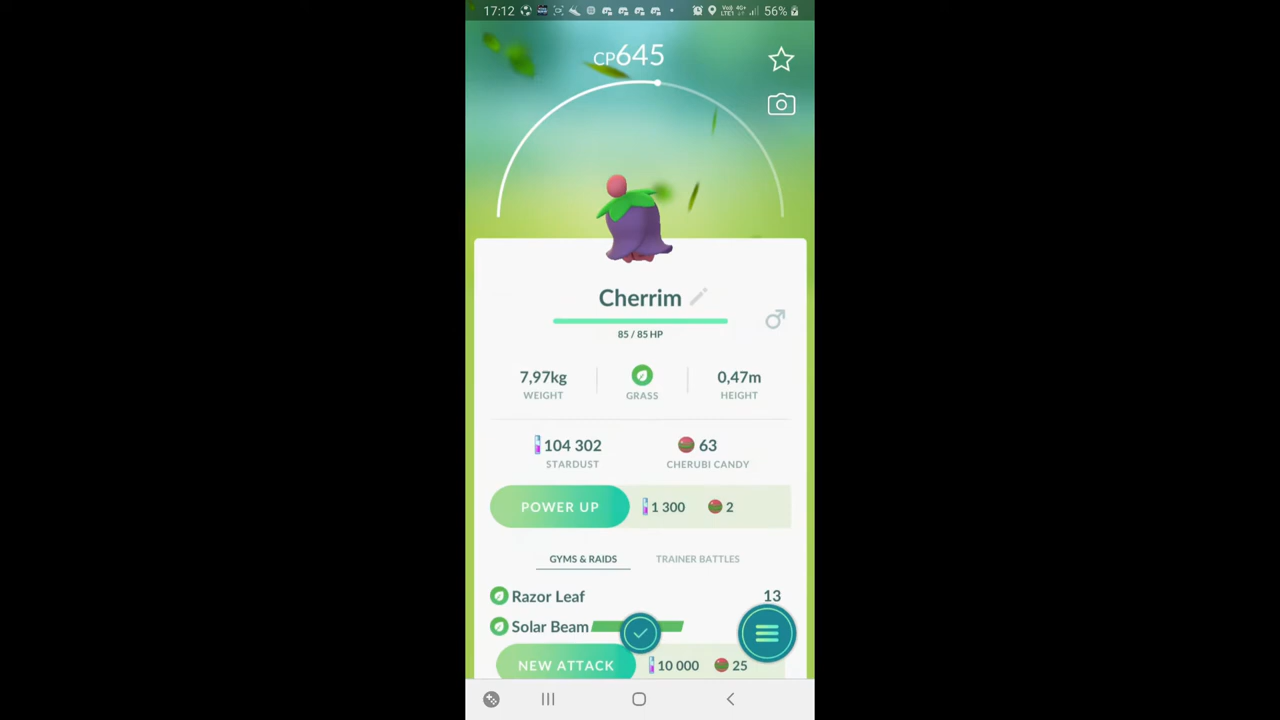 17:12 56%
CP645
Cherrim
85 / 85 HP
7,97kg 0,47m
WEIGHT GRASS HEIGHT
104 302 63
STARDUST CHERUBI CANDY
POWER UP 1 300 2
GYMS & RAIDS TRAINER BATTLES
Razor Leaf 13
Solar Beam
NEW ATTACK 10 000 25